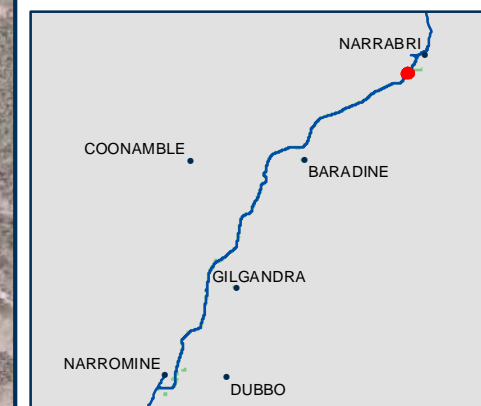 NARRABRI
COONAMBLE
BARADINE
GILGANDRA
NARROMINE
DUBBO